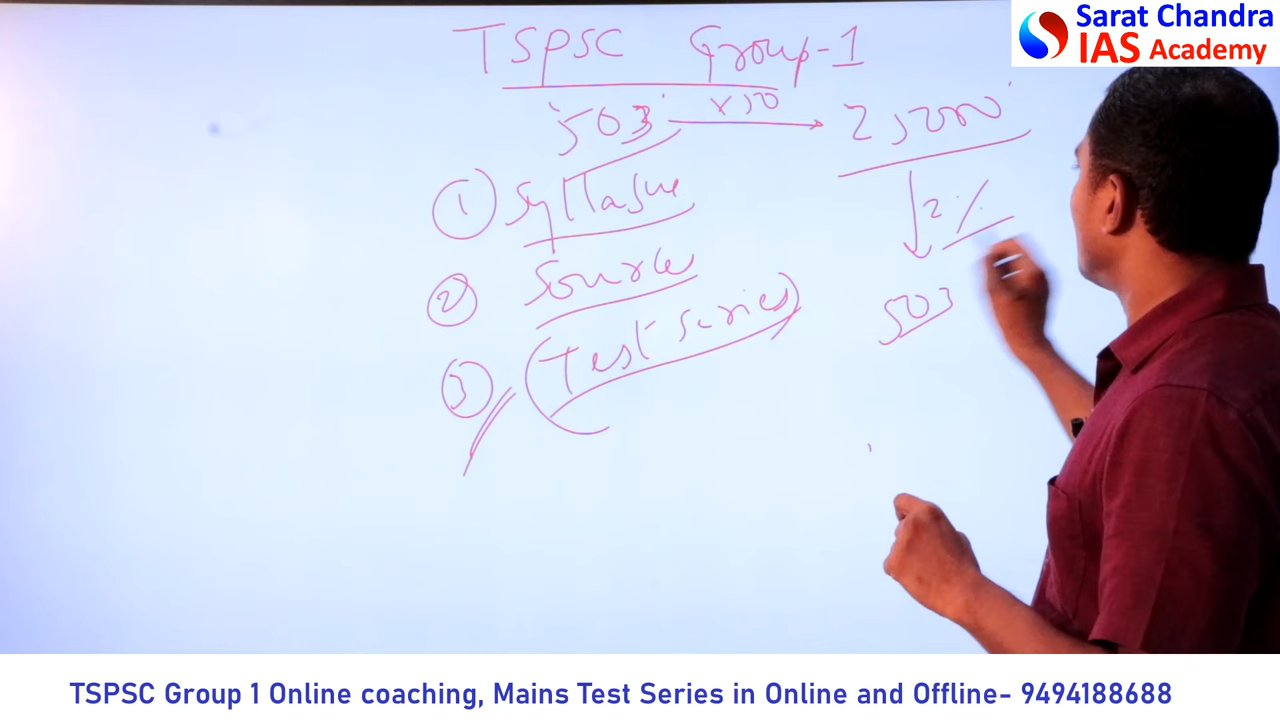 Sarat Chandra
IAS Academy
TSPSC Group-1
503 x50 → 25000
① Syllabus
↓ 2%
② Source
503
③ Test Series
TSPSC Group 1 Online coaching, Mains Test Series in Online and Offline- 9494188688